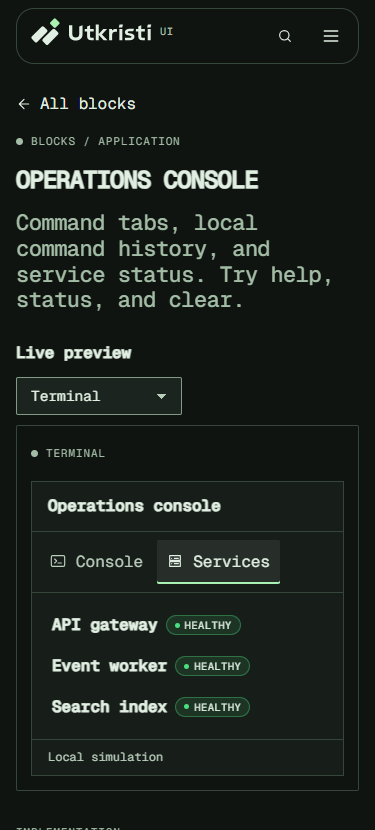 Utkristi UI
← All blocks
BLOCKS / APPLICATION
OPERATIONS CONSOLE
Command tabs, local
command history, and
service status. Try help,
status, and clear.
Live preview
Terminal
TERMINAL
Operations console
Console Services
API gateway HEALTHY
Event worker HEALTHY
Search index HEALTHY
Local simulation
IMPLEMENTATION